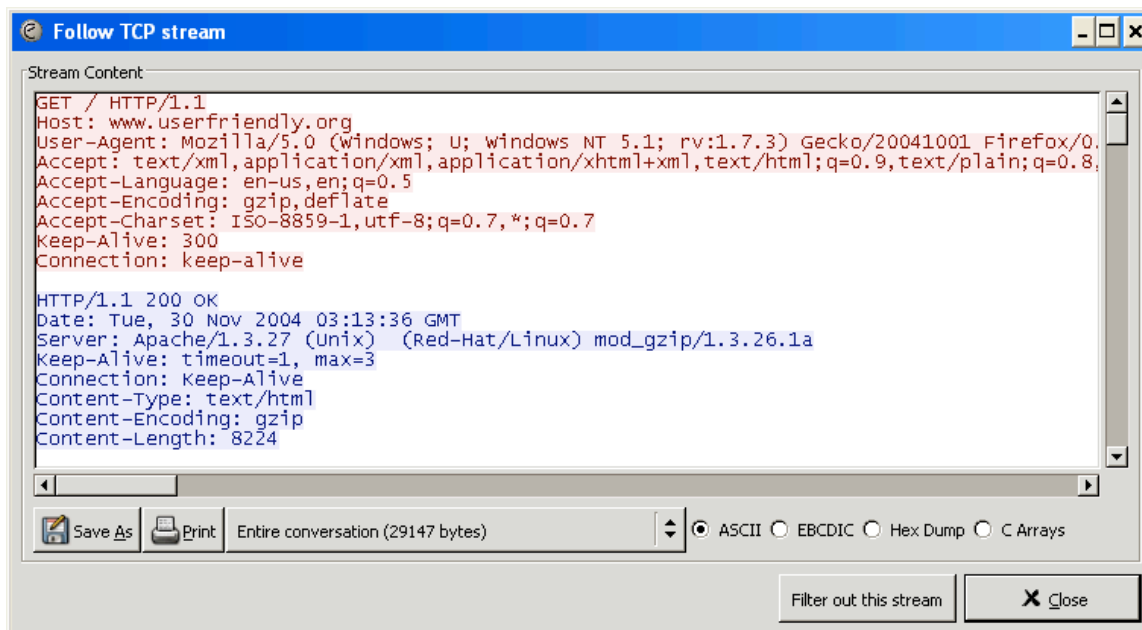 Follow TCP stream
Stream Content
GET / HTTP/1.1
Host: www.userfriendly.org
User-Agent: Mozilla/5.0 (Windows; U; Windows NT 5.1; rv:1.7.3) Gecko/20041001 Firefox/0.
Accept: text/xml,application/xml,application/xhtml+xml,text/html;q=0.9,text/plain;q=0.8,
Accept-Language: en-us,en;q=0.5
Accept-Encoding: gzip,deflate
Accept-Charset: ISO-8859-1,utf-8;q=0.7,*;q=0.7
Keep-Alive: 300
Connection: keep-alive
HTTP/1.1 200 OK
Date: Tue, 30 Nov 2004 03:13:36 GMT
Server: Apache/1.3.27 (Unix)  (Red-Hat/Linux) mod_gzip/1.3.26.1a
Keep-Alive: timeout=1, max=3
Connection: Keep-Alive
Content-Type: text/html
Content-Encoding: gzip
Content-Length: 8224
Save As Print Entire conversation (29147 bytes) ASCII EBCDIC Hex Dump C Arrays
Filter out this stream Close